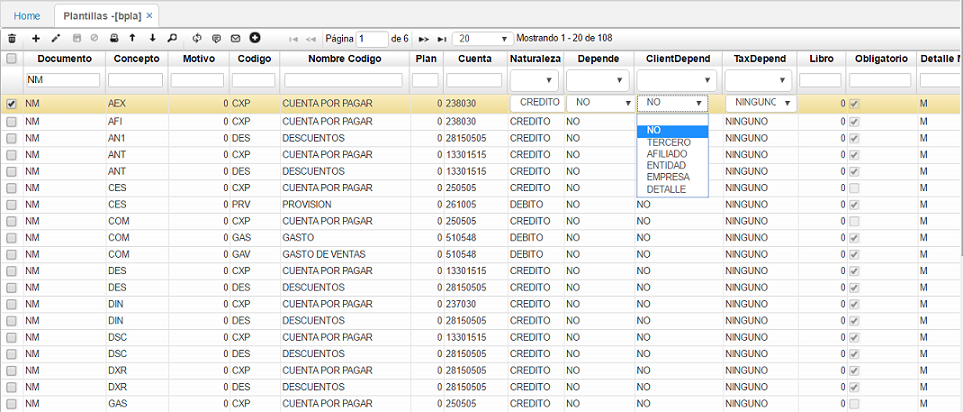 Home Plantillas -[bpla] ×
Página 1 de 6 20 Mostrando 1 - 20 de 108
Documento Concepto Motivo Codigo Nombre Codigo Plan Cuenta Naturaleza Depende ClientDepend TaxDepend Libro Obligatorio Detalle N
NM
NM AEX 0 CXP CUENTA POR PAGAR 0 238030 CREDITO NO NO NINGUNO 0 M
NM AFI 0 CXP CUENTA POR PAGAR 0 238030 CREDITO NO NINGUNO 0 M
NM AN1 0 DES DESCUENTOS 0 28150505 CREDITO NO NO NINGUNO 0 M
NM ANT 0 CXP CUENTA POR PAGAR 0 13301515 CREDITO NO TERCERO NINGUNO 0 M
NM ANT 0 DES DESCUENTOS 0 13301515 CREDITO NO AFILIADO NINGUNO 0 M
ENTIDAD
NM CES 0 CXP CUENTA POR PAGAR 0 250505 CREDITO NO EMPRESA NINGUNO 0 M
DETALLE
NM CES 0 PRV PROVISION 0 261005 DEBITO NO NO NINGUNO 0 M
NM COM 0 CXP CUENTA POR PAGAR 0 250505 CREDITO NO NO NINGUNO 0 M
NM COM 0 GAS GASTO 0 510548 DEBITO NO NO NINGUNO 0 M
NM COM 0 GAV GASTO DE VENTAS 0 510548 DEBITO NO NO NINGUNO 0 M
NM DES 0 CXP CUENTA POR PAGAR 0 13301515 CREDITO NO NO NINGUNO 0 M
NM DES 0 DES DESCUENTOS 0 28150505 CREDITO NO NO NINGUNO 0 M
NM DIN 0 CXP CUENTA POR PAGAR 0 237030 CREDITO NO NO NINGUNO 0 M
NM DIN 0 DES DESCUENTOS 0 28150505 CREDITO NO NO NINGUNO 0 M
NM DSC 0 CXP CUENTA POR PAGAR 0 13301515 CREDITO NO NO NINGUNO 0 M
NM DSC 0 DES DESCUENTOS 0 28150505 CREDITO NO NO NINGUNO 0 M
NM DXR 0 CXP CUENTA POR PAGAR 0 28150505 CREDITO NO NO NINGUNO 0 M
NM DXR 0 DES DESCUENTOS 0 28150505 CREDITO NO NO NINGUNO 0 M
NM GAS 0 CXP CUENTA POR PAGAR 0 250505 CREDITO NO NO NINGUNO 0 M